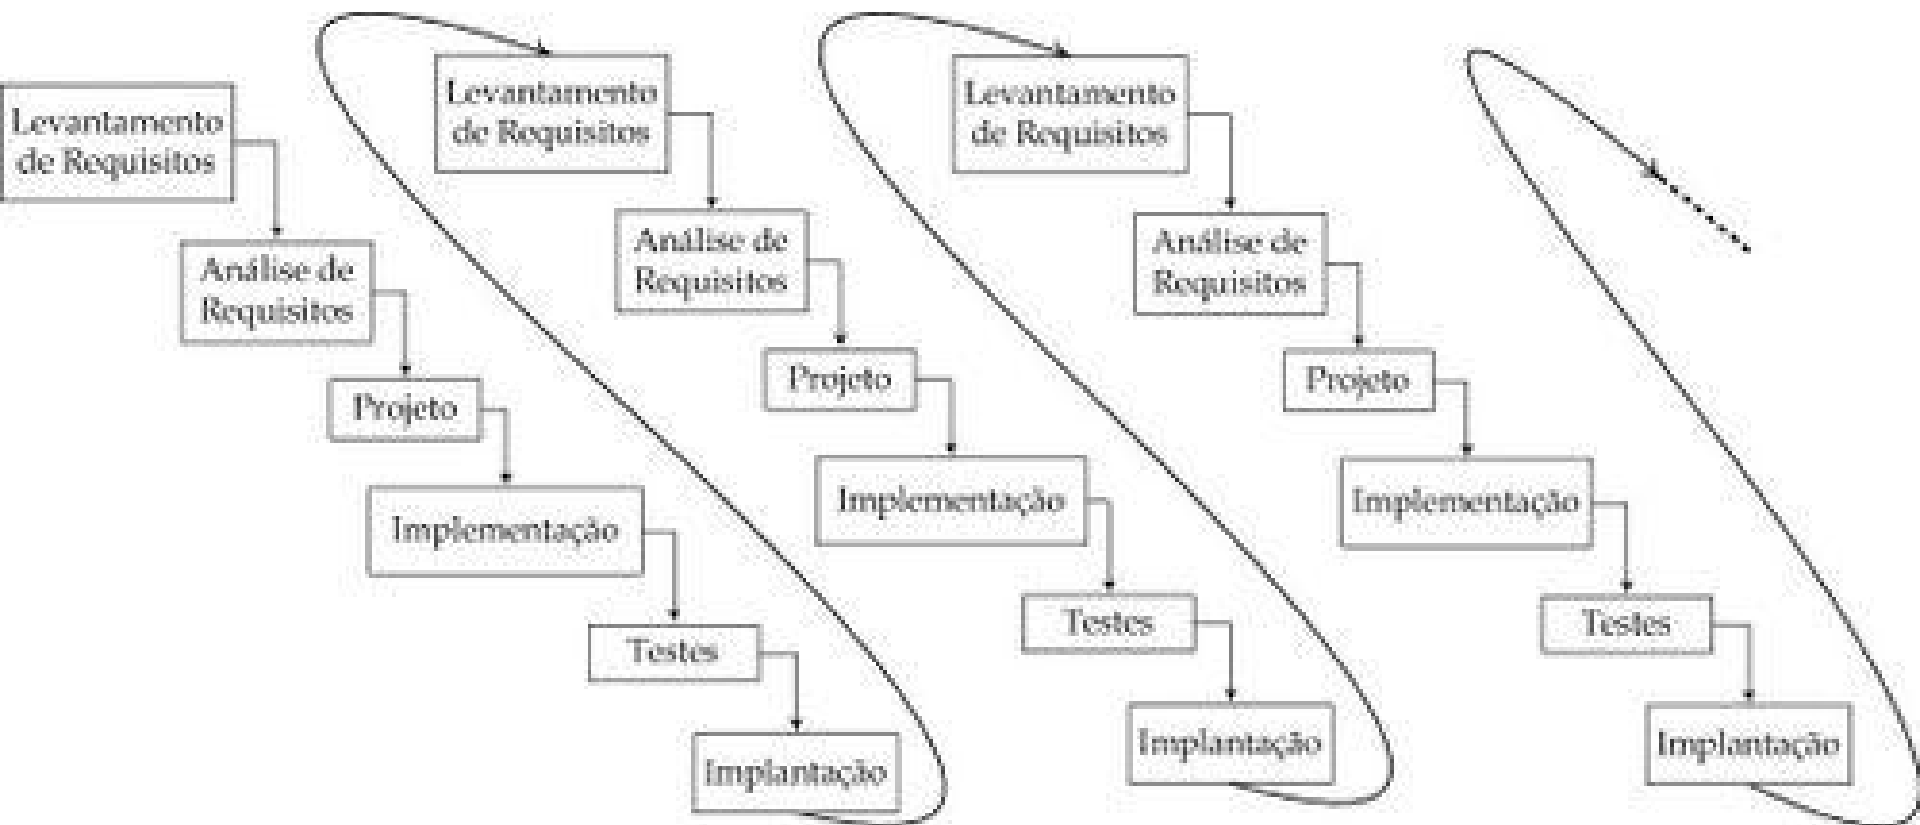 Levantamento
de Requisitos
Análise de
Requisitos
Projeto
Implementação
Testes
Implantação
Levantamento
de Requisitos
Análise de
Requisitos
Projeto
Implementação
Testes
Implantação
Levantamento
de Requisitos
Análise de
Requisitos
Projeto
Implementação
Testes
Implantação